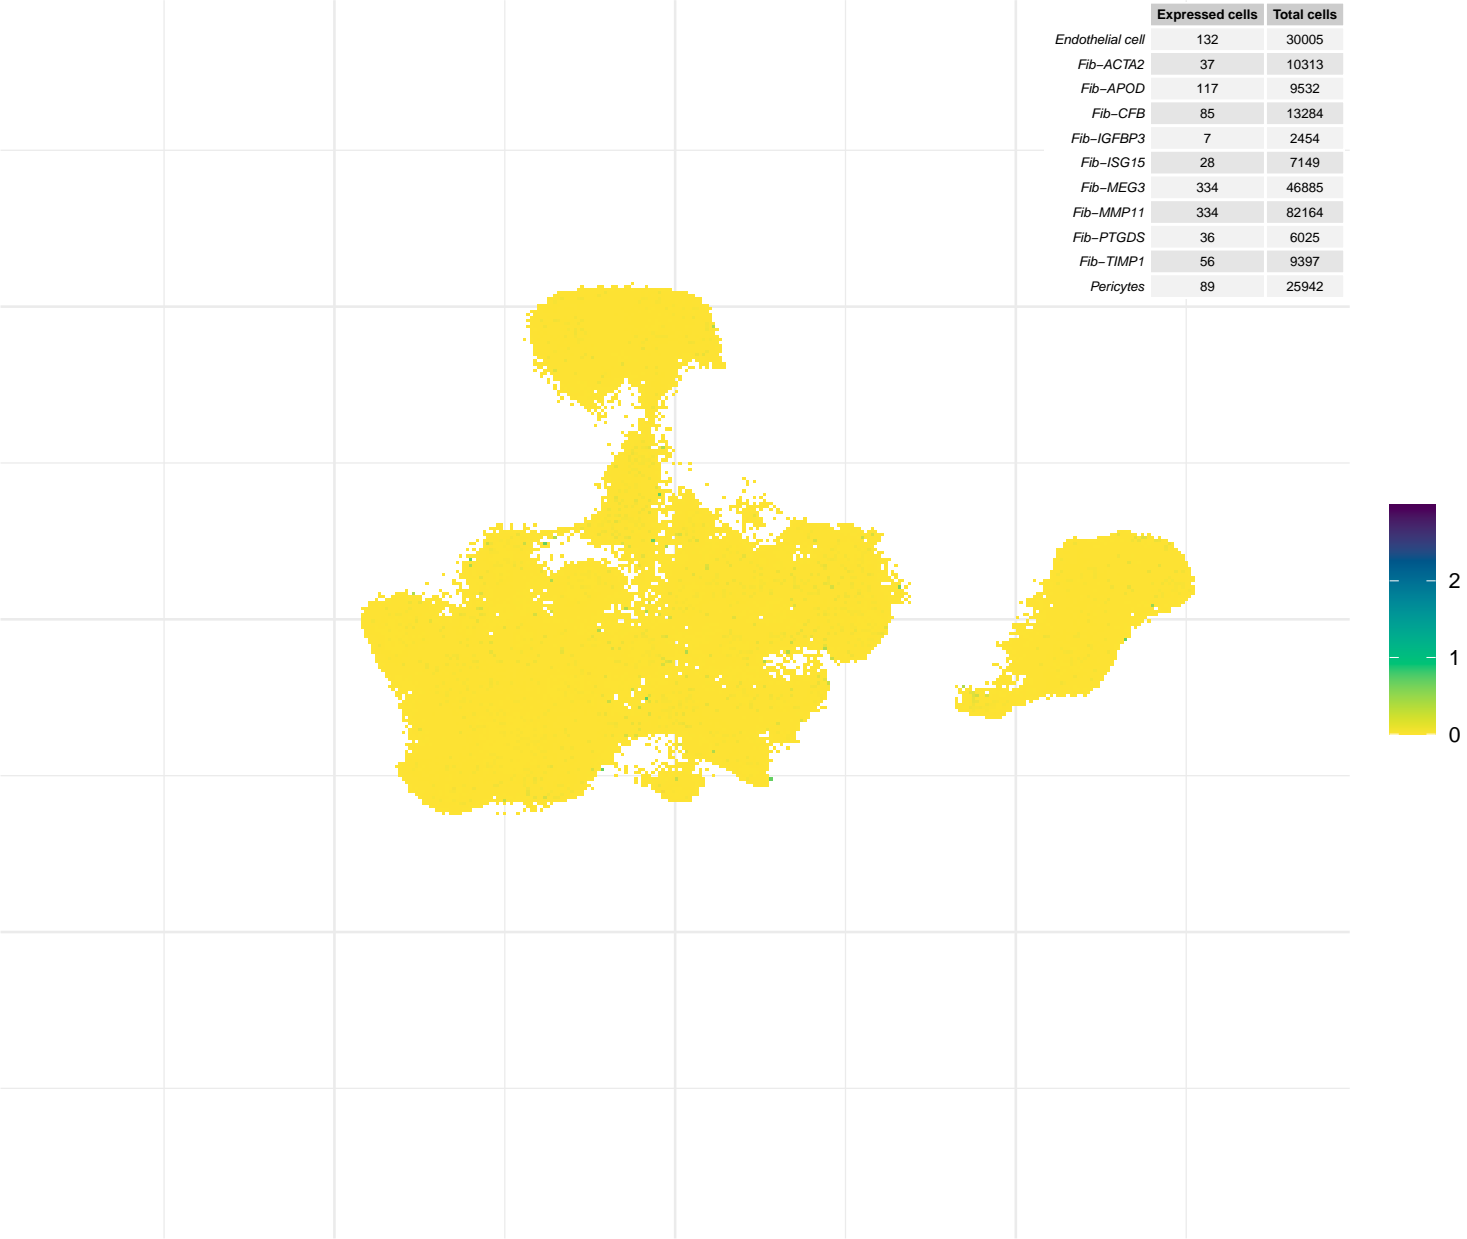 Expressed cells Total cells
Endothelial cell 132 30005
Fib−ACTA2 37 10313
Fib−APOD 117 9532
Fib−CFB 85 13284
Fib−IGFBP3 7 2454
Fib−ISG15 28 7149
Fib−MEG3 334 46885
Fib−MMP11 334 82164
Fib−PTGDS 36 6025
Fib−TIMP1 56 9397
Pericytes 89 25942
2
1
0